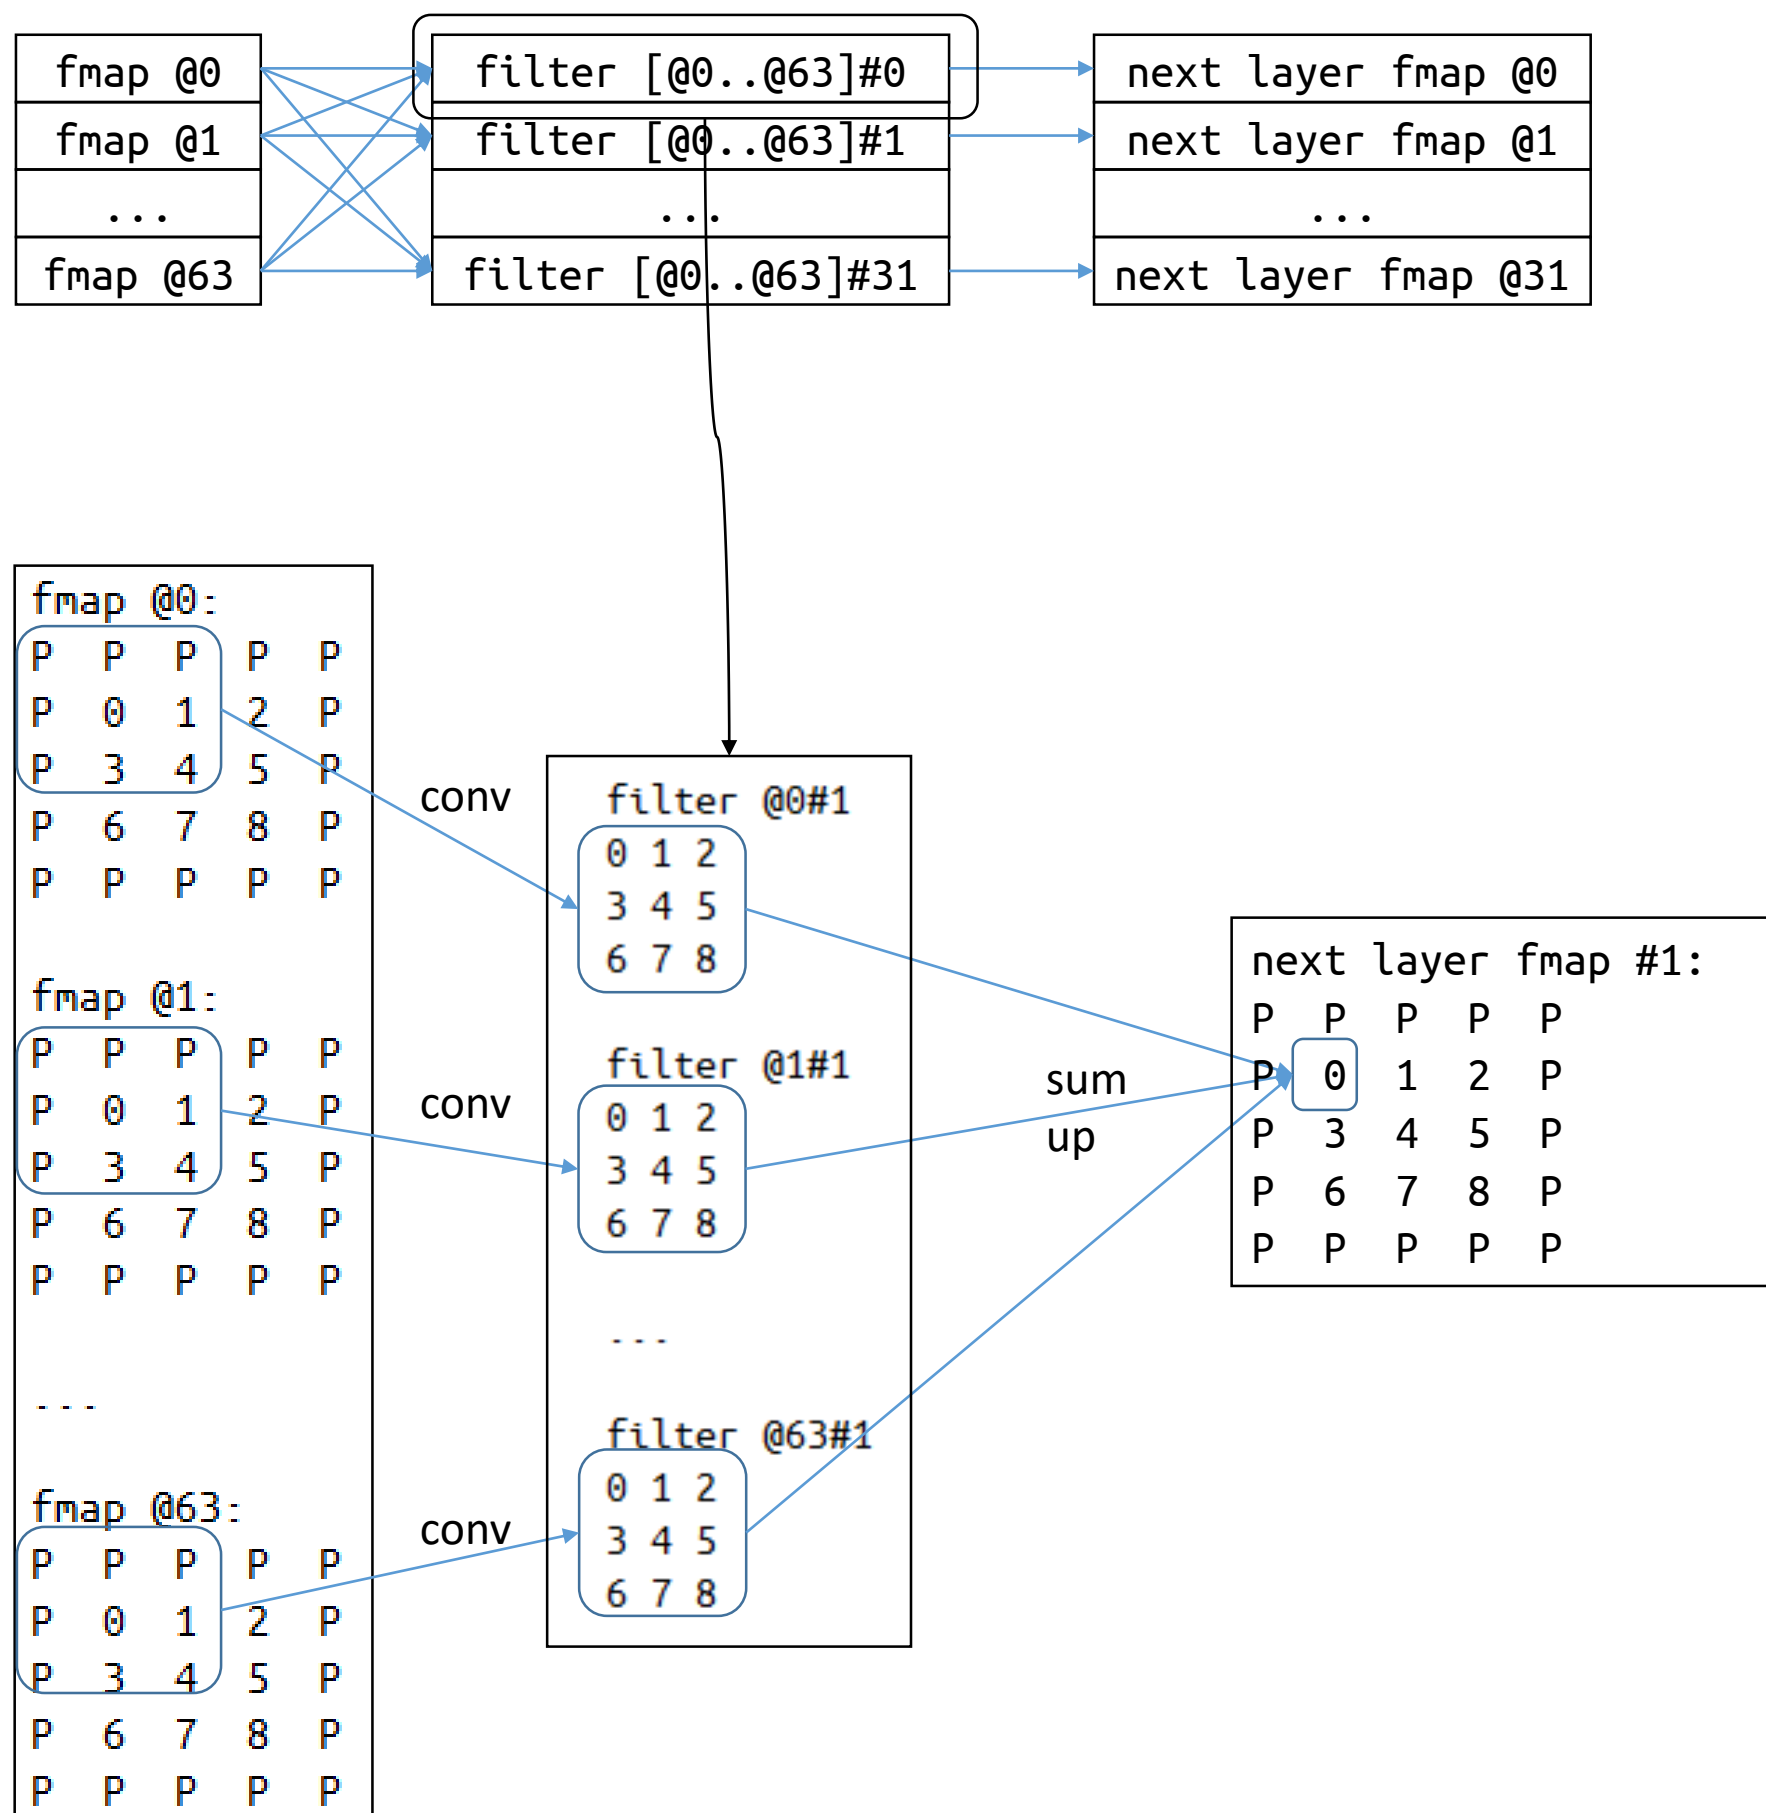 fmap @0
fmap @1
...
fmap @63
filter [@0..@63]#0
filter [@0..@63]#1
...
filter [@0..@63]#31
next layer fmap @0
next layer fmap @1
...
next layer fmap @31
fmap @0:
P P P P P
P 0 1 2 P
P 3 4 5 P
P 6 7 8 P
P P P P P
fmap @1:
P P P P P
P 0 1 2 P
P 3 4 5 P
P 6 7 8 P
P P P P P
...
fmap @63:
P P P P P
P 0 1 2 P
P 3 4 5 P
P 6 7 8 P
P P P P P
conv
conv
conv
filter @0#1
0 1 2
3 4 5
6 7 8
filter @1#1
0 1 2
3 4 5
6 7 8
...
filter @63#1
0 1 2
3 4 5
6 7 8
sum
up
next layer fmap #1:
P P P P P
P 0 1 2 P
P 3 4 5 P
P 6 7 8 P
P P P P P